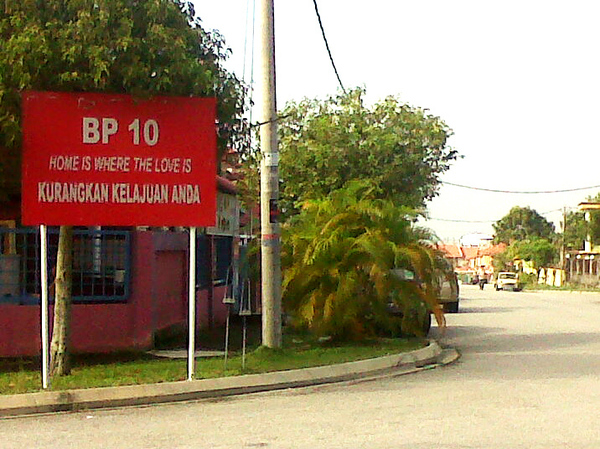 BP 10
HOME IS WHERE THE LOVE IS
KURANGKAN KELAJUAN ANDA